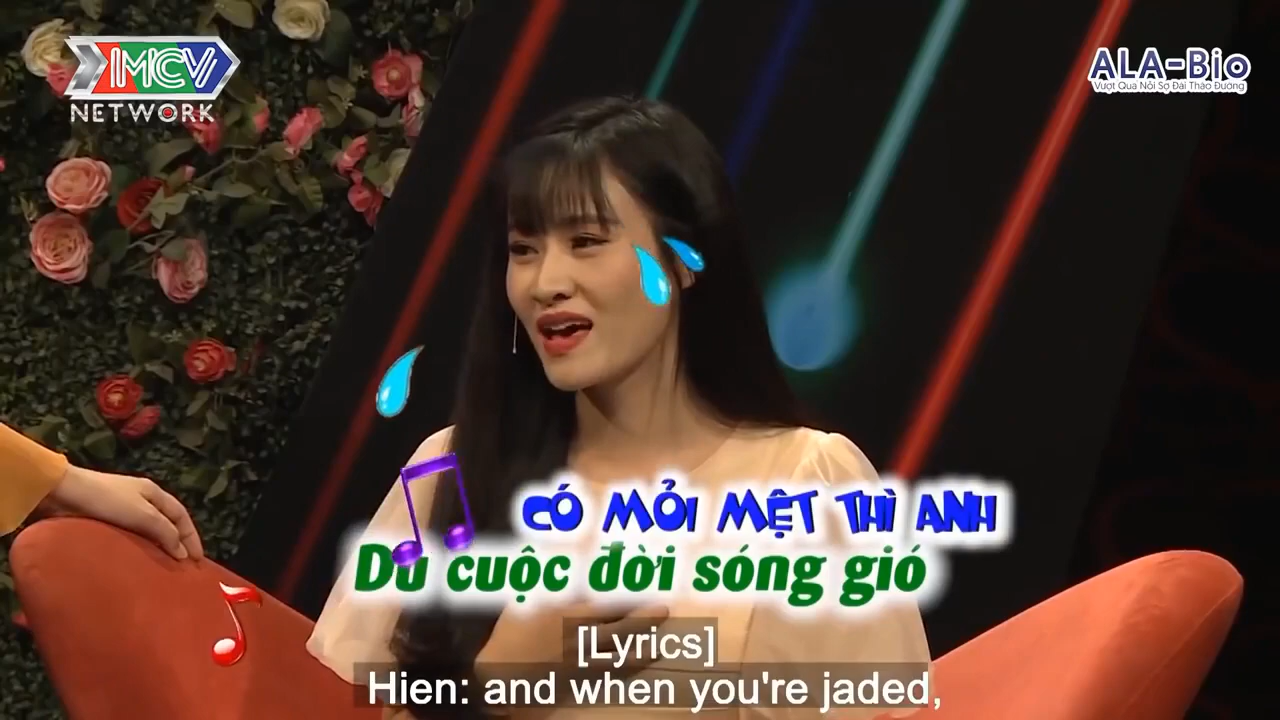 MCV
NETWORK
ALA-Bio
Vượt Qua Nỗi Sợ Đái Tháo Đường
CÓ MỎI MỆT THÌ ANH
Dù cuộc đời sóng gió
[Lyrics]
Hien: and when you're jaded,